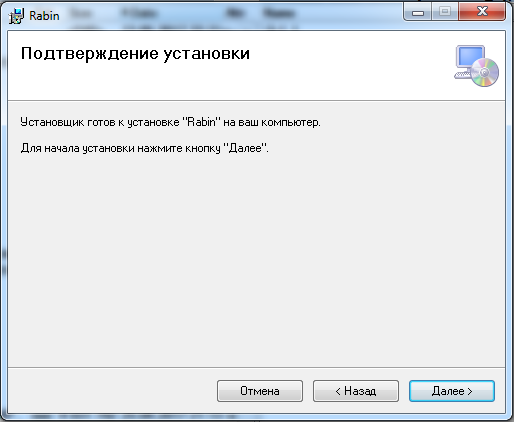 Rabin
Подтверждение установки
Установщик готов к установке "Rabin" на ваш компьютер.
Для начала установки нажмите кнопку "Далее".
Отмена
< Назад
Далее >